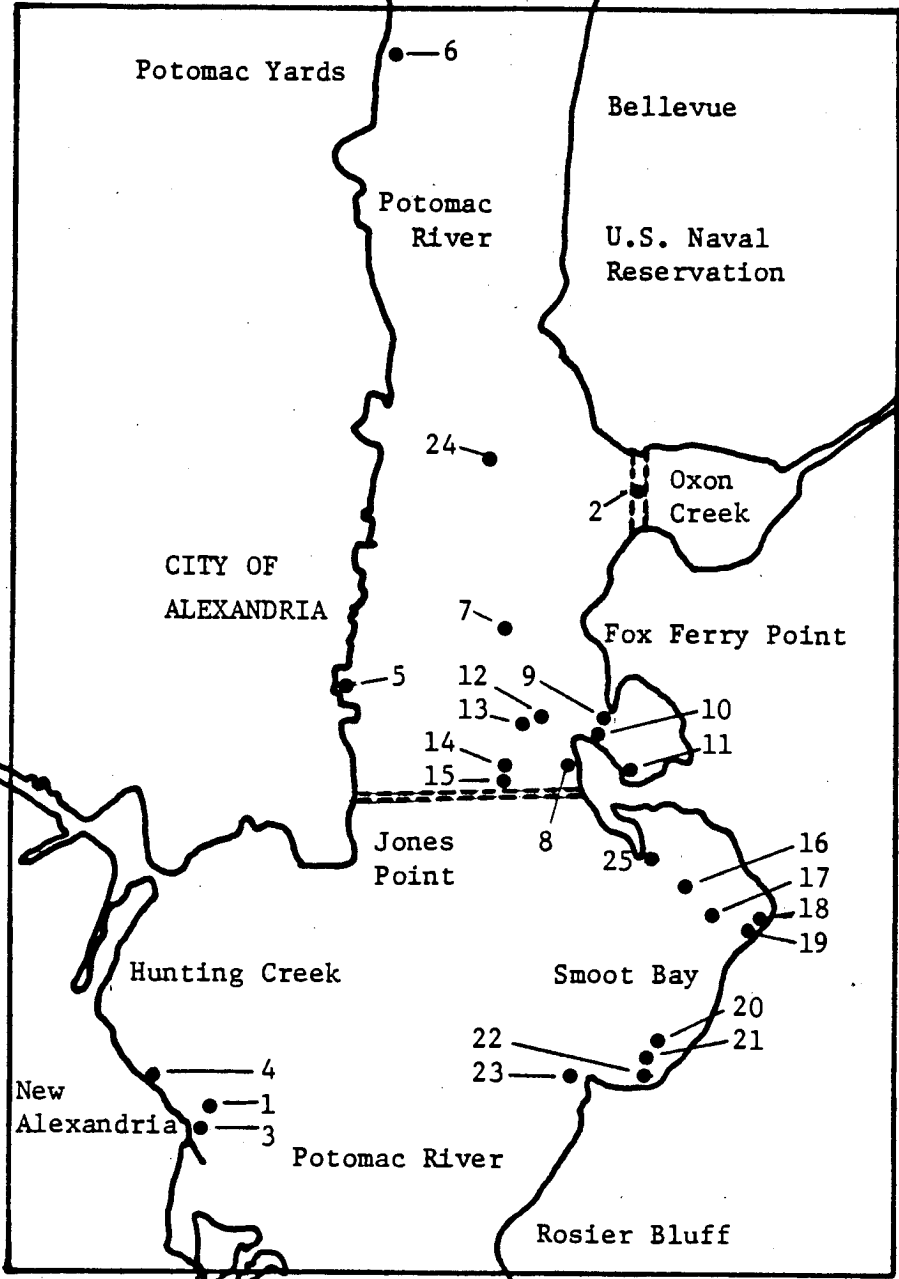 6
Potomac Yards
Bellevue
Potomac
River
U.S. Naval
Reservation
24
Oxon
Creek
2
CITY OF
ALEXANDRIA
7
Fox Ferry Point
5
12
9
13
10
14
11
15
8
Jones
Point
25
16
17
18
19
Hunting Creek
Smoot Bay
20
22
21
23
4
New
Alexandria
1
3
Potomac River
Rosier Bluff